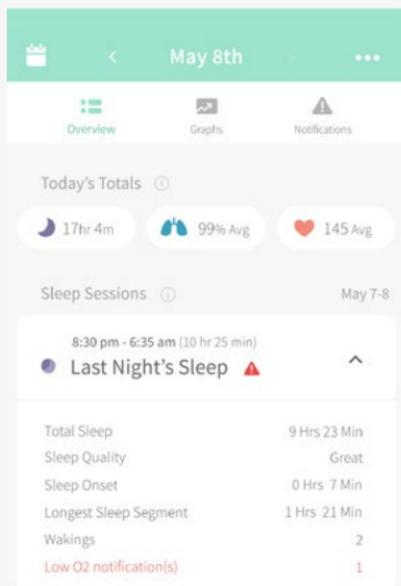 May 8th
Overview Graphs Notifications
Today's Totals
17hr 4m 99% Avg 145 Avg
Sleep Sessions May 7-8
8:30 pm - 6:35 am (10 hr 25 min)
Last Night's Sleep
Total Sleep 9 Hrs 23 Min
Sleep Quality Great
Sleep Onset 0 Hrs 7 Min
Longest Sleep Segment 1 Hrs 21 Min
Wakings 2
Low O2 notification(s) 1